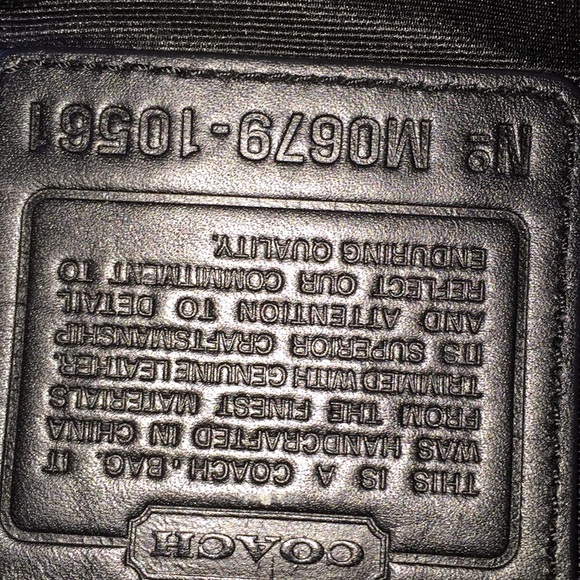 COACH
THIS IS A COACH. BAG. IT
WAS HANDCRAFTED IN CHINA
FROM THE FINEST MATERIALS
TRIMMED WITH GENUINE LEATHER.
ITS SUPERIOR CRAFTSMANSHIP
AND ATTENTION TO DETAIL
REFLECT OUR COMMITMENT TO
ENDURING QUALITY.
Nº M0679-10561